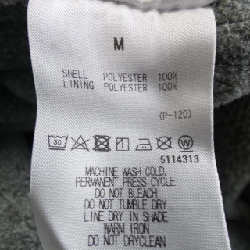 M
SHELL POLYESTER 100%
LINING POLYESTER 100%
(P-120)
S114313
MACHINE WASH COLD,
PERMANENT PRESS CYCLE
DO NOT BLEACH
DO NOT TUMBLE DRY
LINE DRY IN SHADE
WARM IRON
DO NOT DRYCLEAN